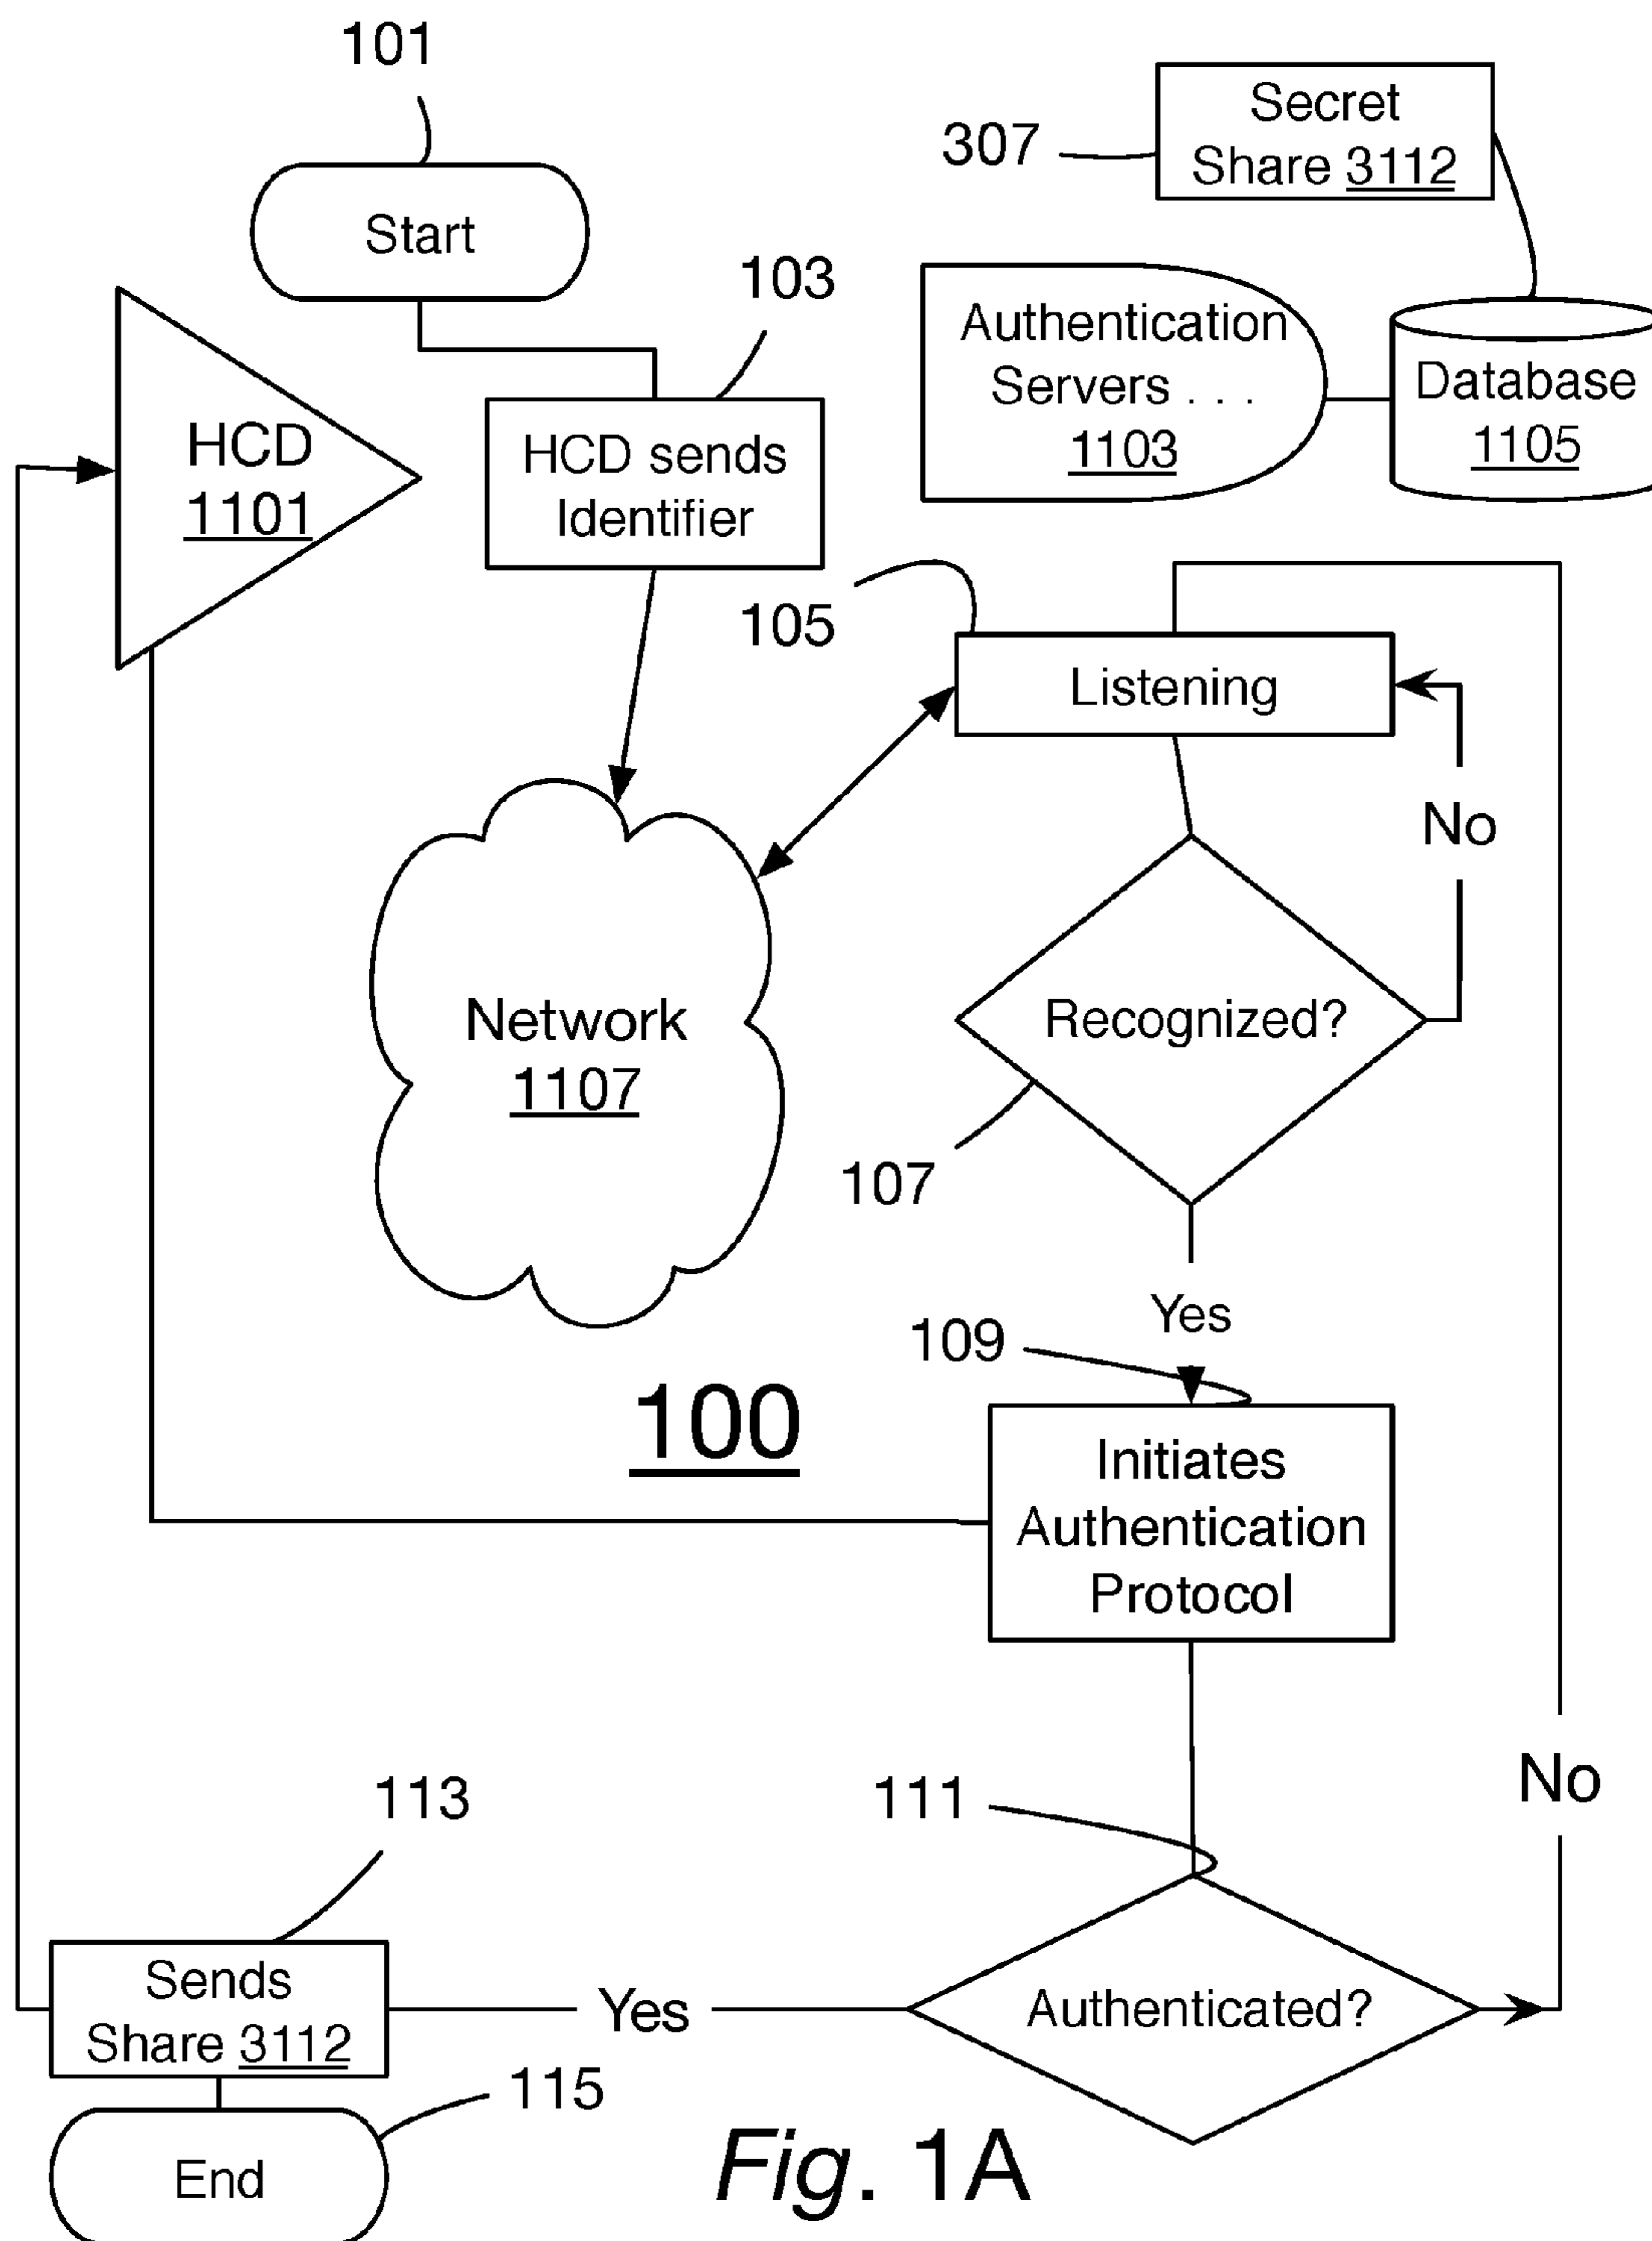 101
Secret
Share 3112
307
Start
103
Authentication
Servers . . .
1103
Database
1105
HCD
1101
HCD sends
Identifier
105
Listening
No
Network
1107
Recognized?
107
Yes
109
100
Initiates
Authentication
Protocol
No
113
111
Sends
Share 3112
Yes
Authenticated?
115
End
Fig. 1A